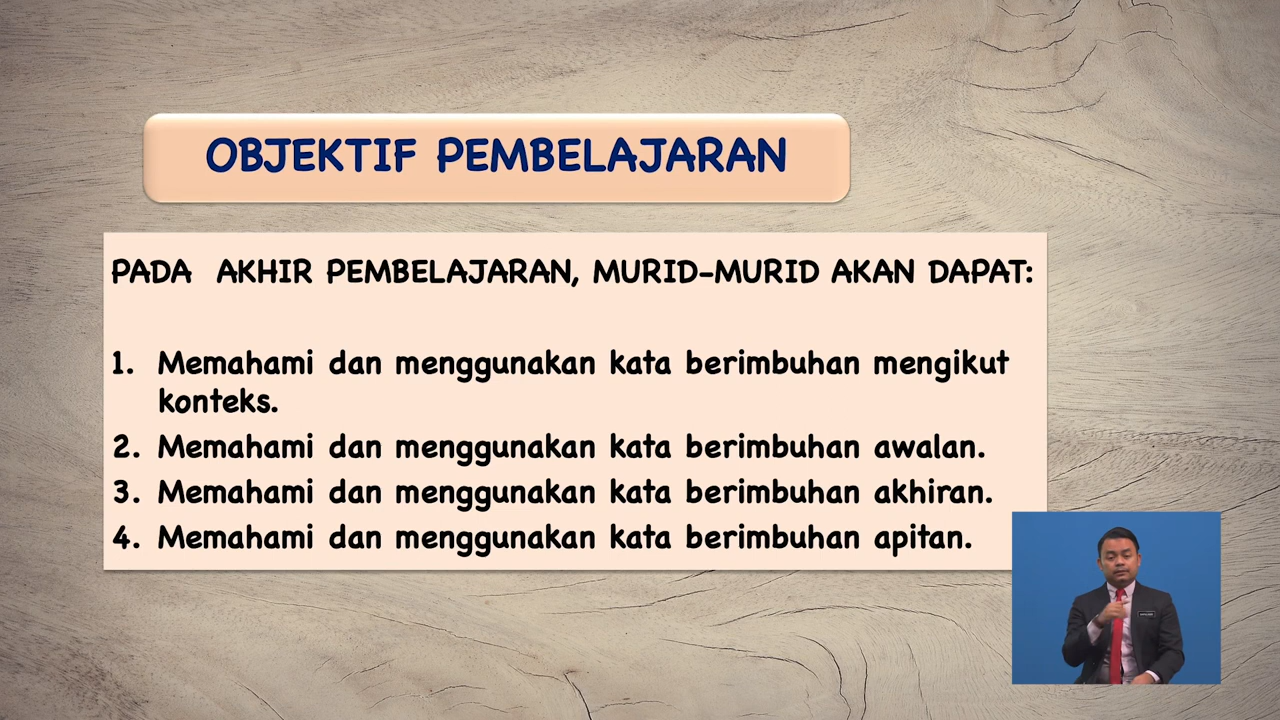 OBJEKTIF PEMBELAJARAN
PADA AKHIR PEMBELAJARAN, MURID-MURID AKAN DAPAT:
1. Memahami dan menggunakan kata berimbuhan mengikut
konteks.
2. Memahami dan menggunakan kata berimbuhan awalan.
3. Memahami dan menggunakan kata berimbuhan akhiran.
4. Memahami dan menggunakan kata berimbuhan apitan.